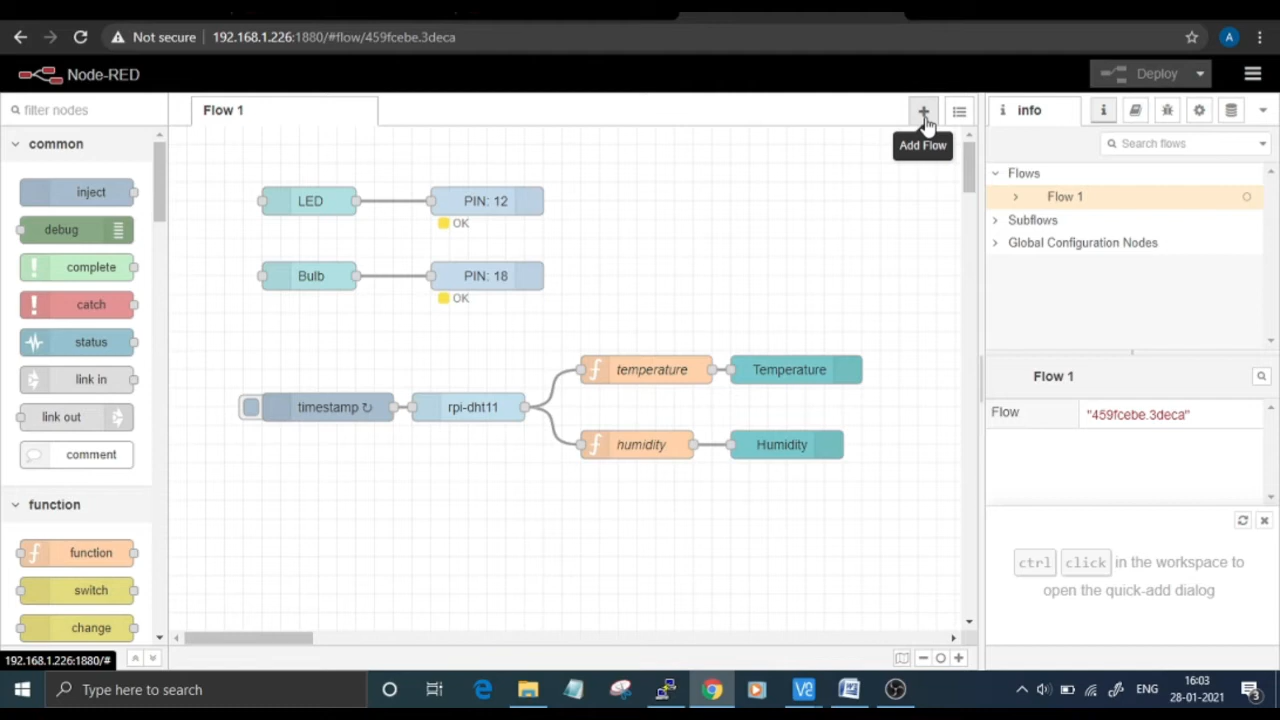 Not secure 192.168.1.226:1880/#flow/459fcebe.3deca
A
Node-RED
Deploy
filter nodes
common
inject
debug
complete
catch
status
link in
link out
comment
function
function
switch
change
192.168.1.226:1880/#
Flow 1
Add Flow
LED
PIN: 12
OK
Bulb
PIN: 18
OK
timestamp ↻
rpi-dht11
temperature
Temperature
humidity
Humidity
i info
i
Search flows
Flows
Flow 1
Subflows
Global Configuration Nodes
Flow 1
Flow "459fcebe.3deca"
ctrl click in the workspace to
open the quick-add dialog
Type here to search
ENG
16:03
28-01-2021
3